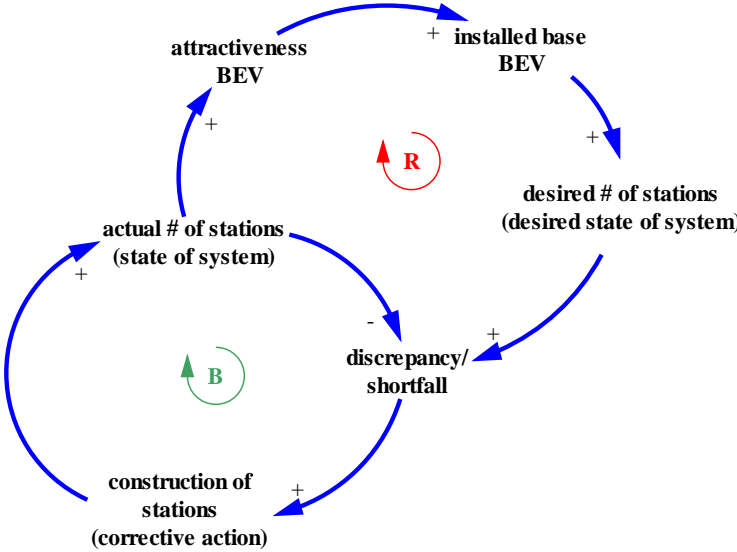 attractiveness
BEV
+
installed base
BEV
+
+
R
desired # of stations
(desired state of system)
actual # of stations
(state of system)
+
-
+
discrepancy/
shortfall
B
construction of
stations
(corrective action)
+